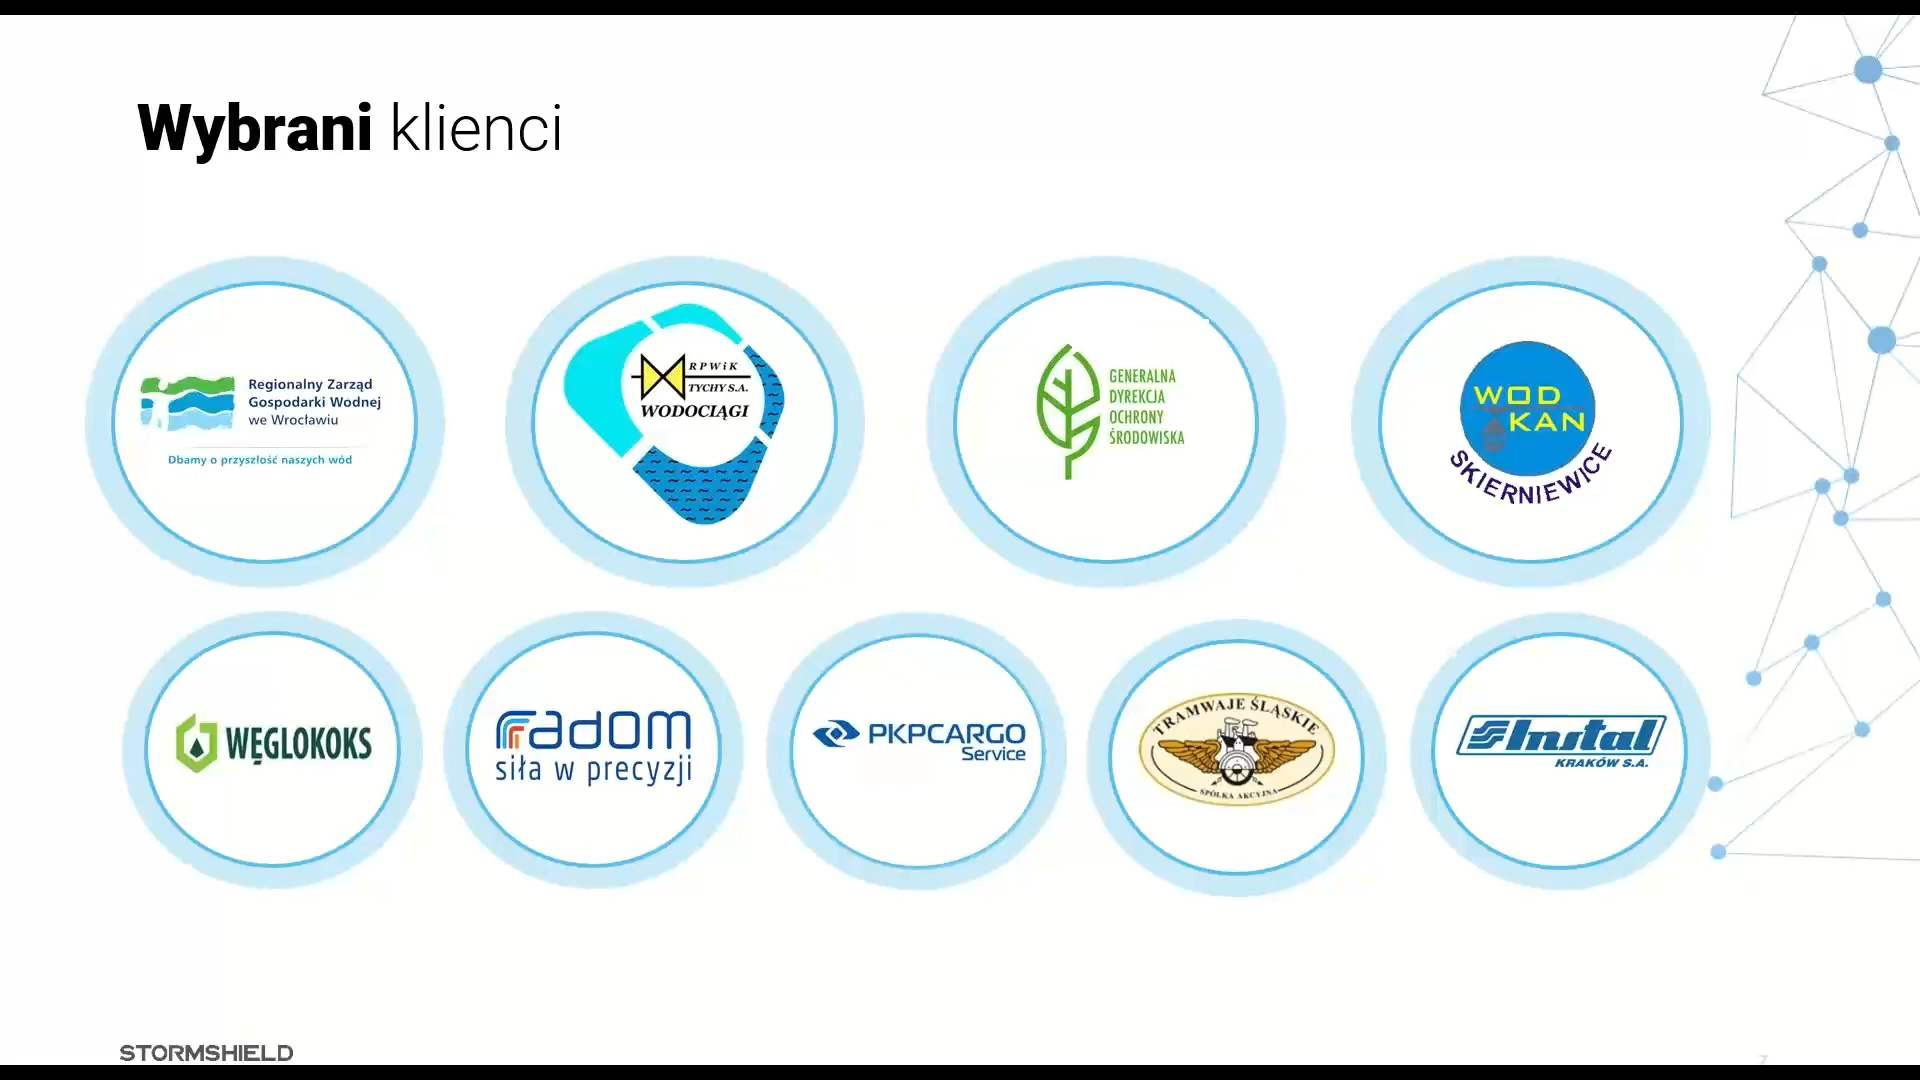 Wybrani klienci
Regionalny Zarząd
Gospodarki Wodnej
we Wrocławiu
Dbamy o przyszłość naszych wód
RPWiK
TYCHY S.A.
WODOCIĄGI
GENERALNA
DYREKCJA
OCHRONY
ŚRODOWISKA
WOD
KAN
SKIERNIEWICE
WĘGLOKOKS
radom
siła w precyzji
PKPCARGO
Service
TRAMWAJE ŚLĄSKIE
SPÓŁKA AKCYJNA
Instal
KRAKÓW S.A.
STORMSHIELD
7